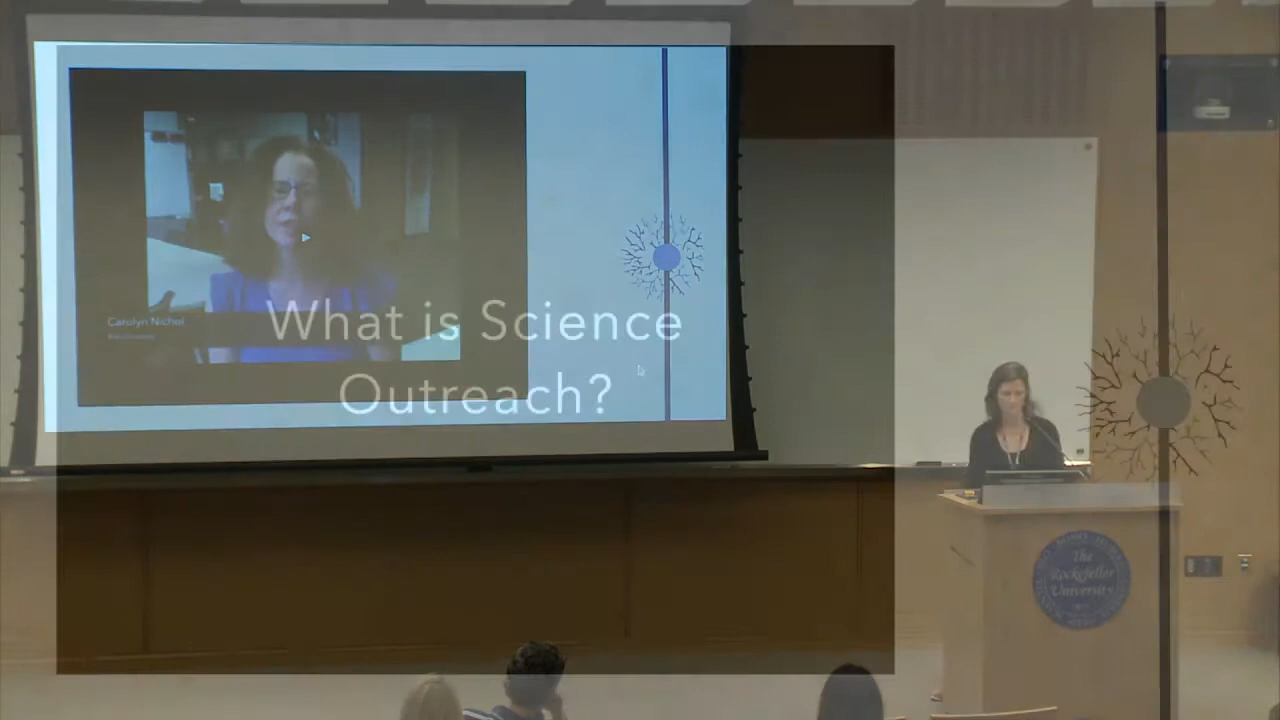 What is Science
Outreach?
Carolyn Nichol
The
Rockefeller
University